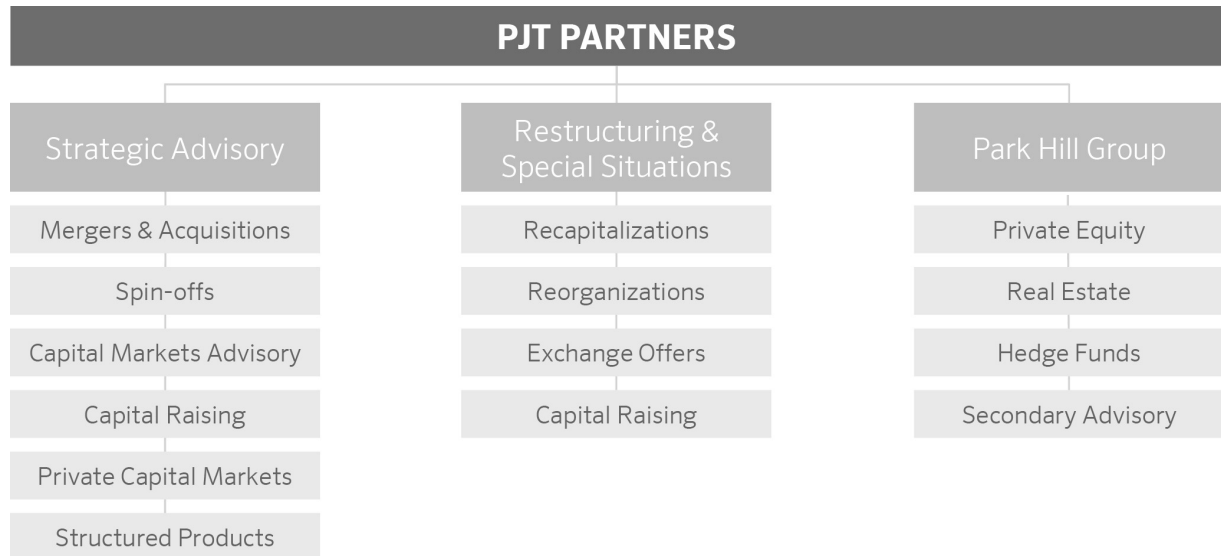 PJT PARTNERS
Strategic Advisory
Mergers & Acquisitions
Spin-offs
Capital Markets Advisory
Capital Raising
Private Capital Markets
Structured Products
Restructuring &
Special Situations
Recapitalizations
Reorganizations
Exchange Offers
Capital Raising
Park Hill Group
Private Equity
Real Estate
Hedge Funds
Secondary Advisory